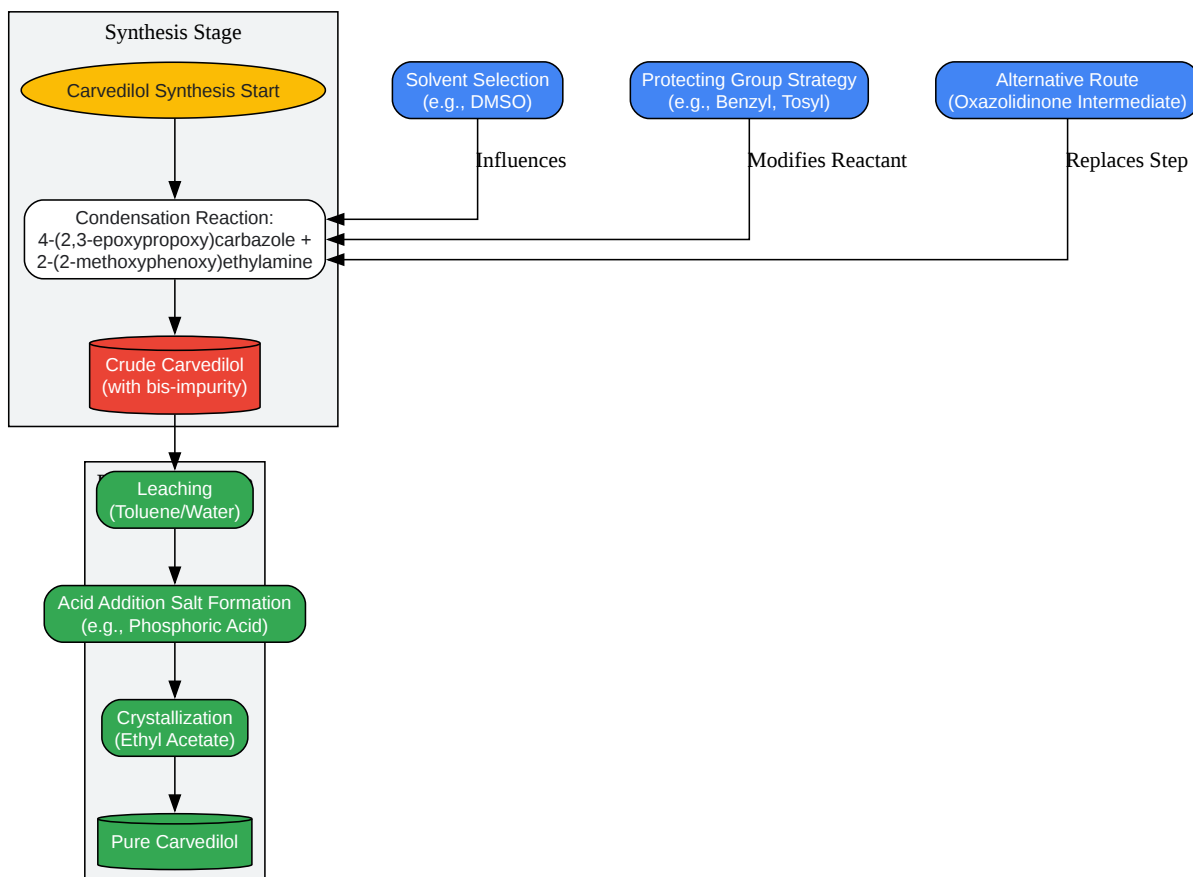 Synthesis Stage
Carvedilol Synthesis Start
Solvent Selection
(e.g., DMSO)
Protecting Group Strategy
(e.g., Benzyl, Tosyl)
Alternative Route
(Oxazolidinone Intermediate)
Influences
Modifies Reactant
Replaces Step
Condensation Reaction:
4-(2,3-epoxypropoxy)carbazole +
2-(2-methoxyphenoxy)ethylamine
Crude Carvedilol
(with bis-impurity)
Leaching
(Toluene/Water)
Acid Addition Salt Formation
(e.g., Phosphoric Acid)
Crystallization
(Ethyl Acetate)
Pure Carvedilol